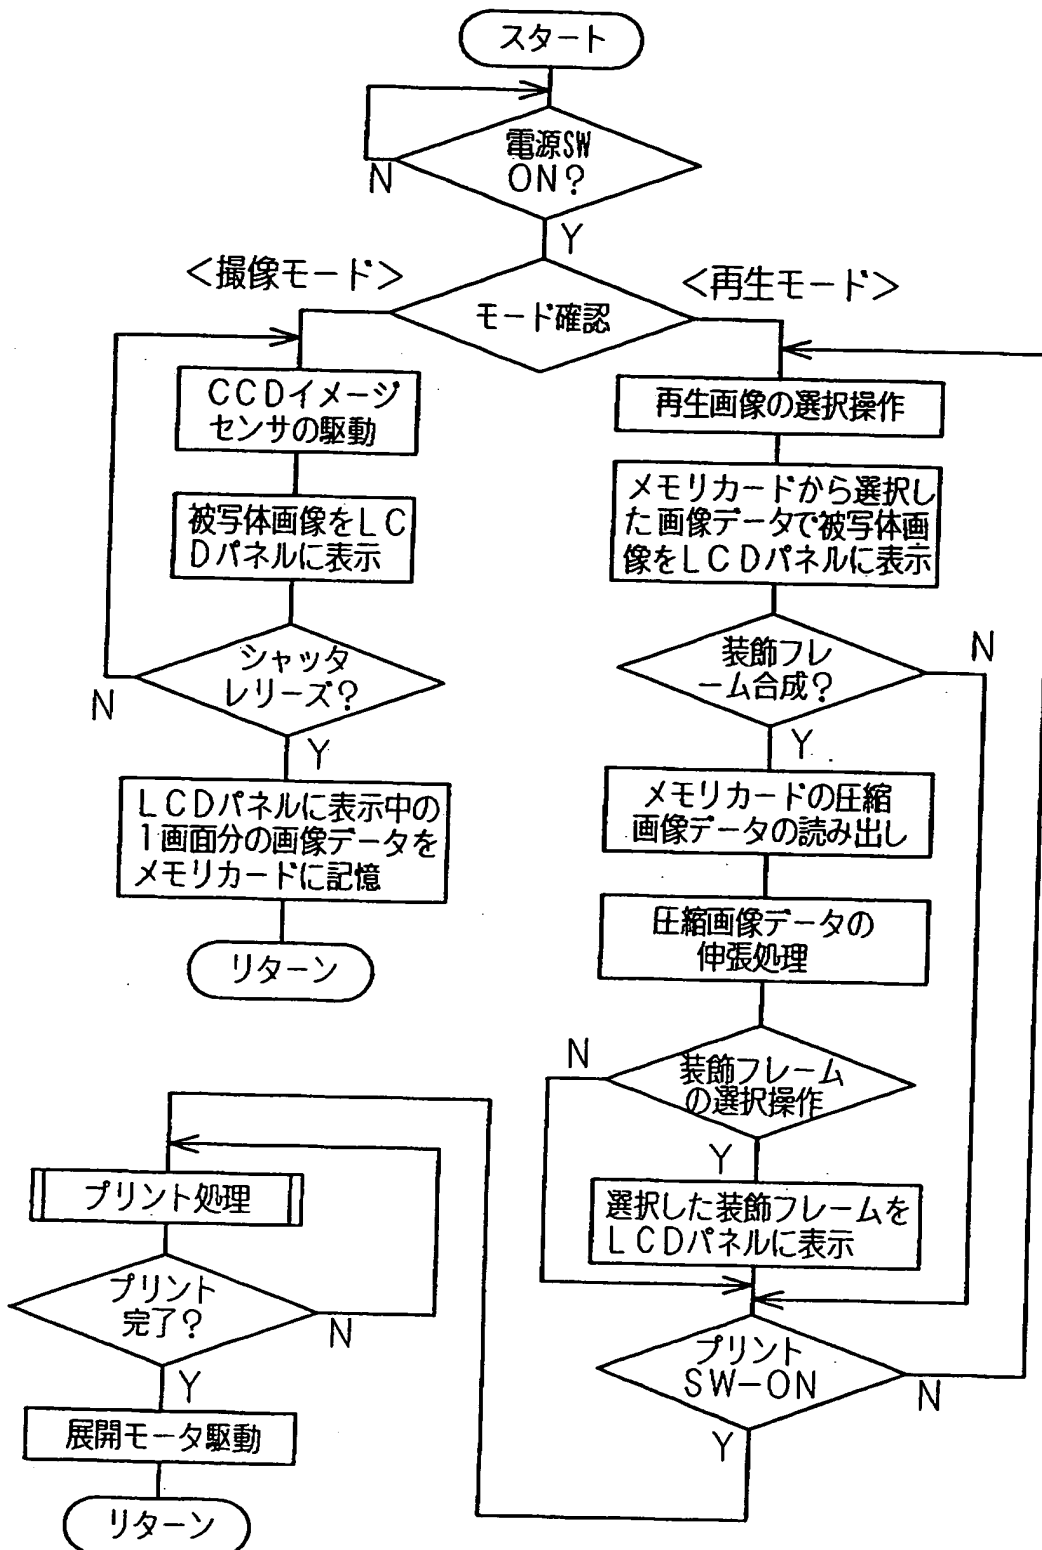 スタート
電源SW
ON?
N
Y
<撮像モード>
モード確認
<再生モード>
CCDイメージ
センサの駆動
被写体画像をLC
Dパネルに表示
シャッタ
レリーズ?
N
Y
LCDパネルに表示中の
1画面分の画像データを
メモリカードに記憶
リターン
再生画像の選択操作
メモリカードから選択し
た画像データで被写体画
像をLCDパネルに表示
装飾フレ
ーム合成?
N
Y
メモリカードの圧縮
画像データの読み出し
圧縮画像データの
伸張処理
装飾フレーム
の選択操作
N
Y
選択した装飾フレームを
LCDパネルに表示
プリント
SW-ON
N
Y
プリント処理
プリント
完了?
N
Y
展開モータ駆動
リターン